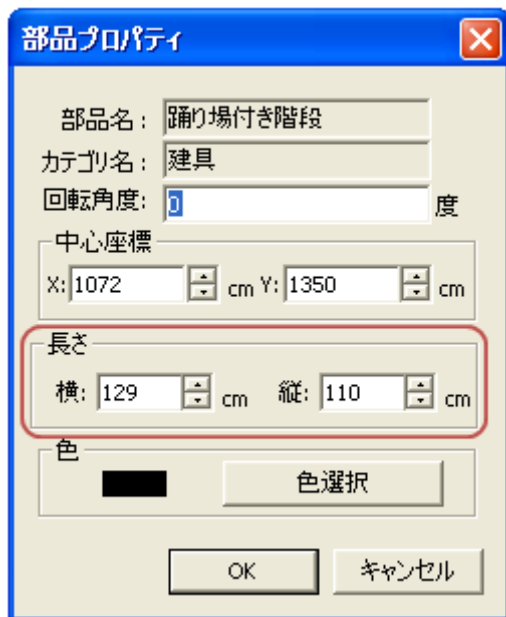 部品プロパティ
部品名： 踊り場付き階段
カテゴリ名： 建具
回転角度: 0 度
中心座標
X: 1072 cm Y: 1350 cm
長さ
横: 129 cm 縦: 110 cm
色
色選択
OK キャンセル